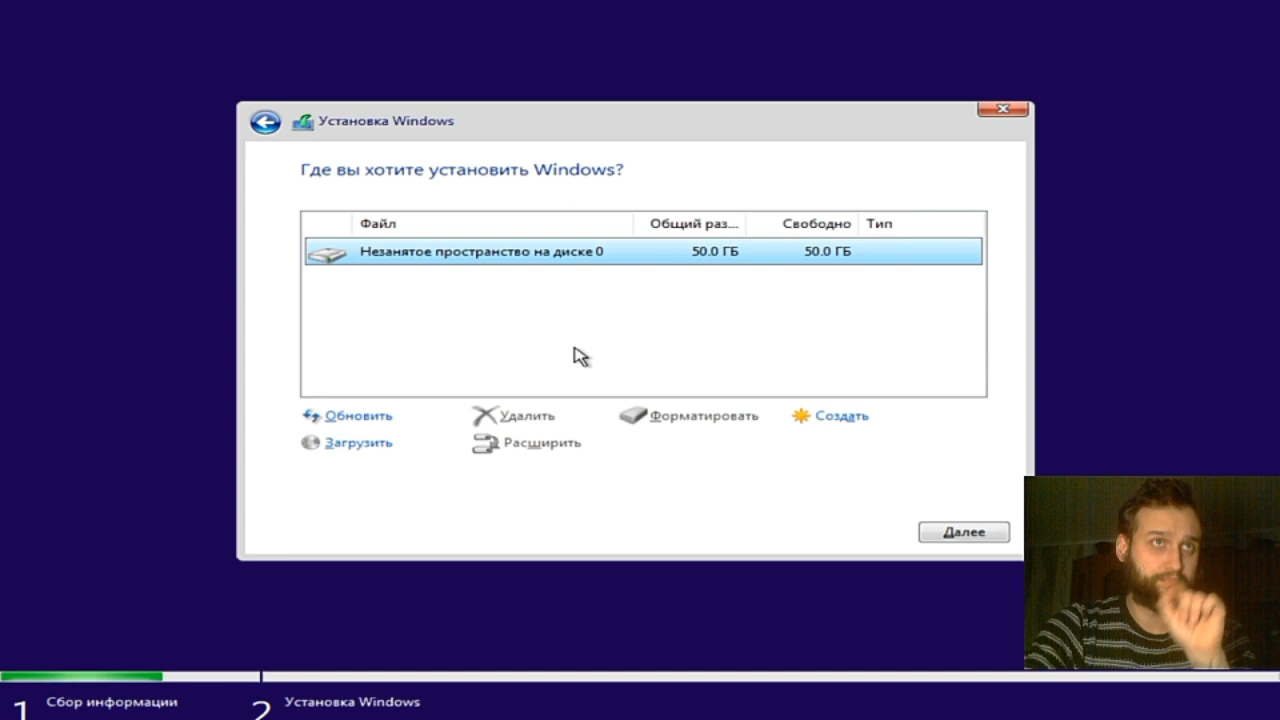 Установка Windows
Где вы хотите установить Windows?
Файл Общий раз... Свободно Тип
Незанятое пространство на диске 0 50.0 ГБ 50.0 ГБ
Обновить Удалить Форматировать Создать
Загрузить Расширить
Далее
1 Сбор информации 2 Установка Windows